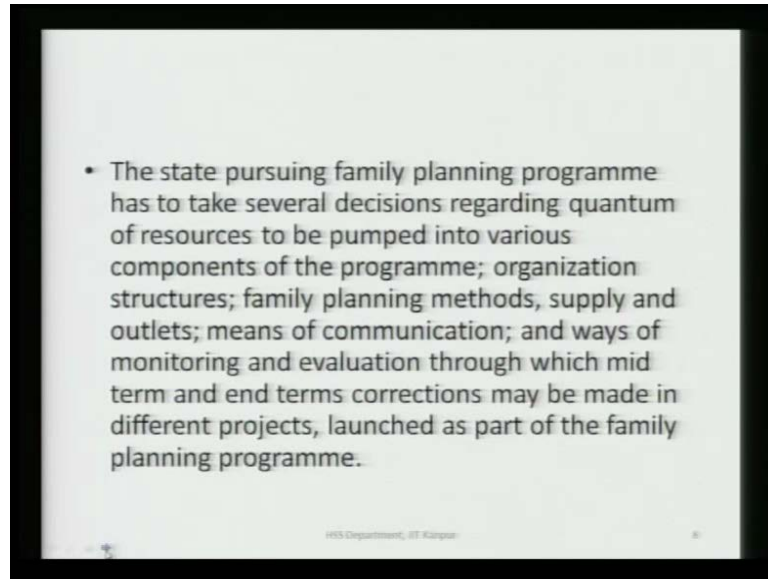 • The state pursuing family planning programme
has to take several decisions regarding quantum
of resources to be pumped into various
components of the programme; organization
structures; family planning methods, supply and
outlets; means of communication; and ways of
monitoring and evaluation through which mid
term and end terms corrections may be made in
different projects, launched as part of the family
planning programme.
HSS Department, IIT Kanpur
8